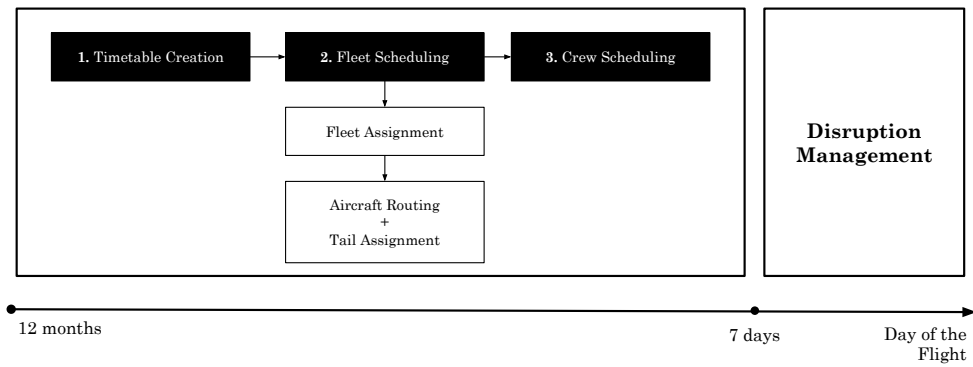 1. Timetable Creation
2. Fleet Scheduling
3. Crew Scheduling
Fleet Assignment
Aircraft Routing
+
Tail Assignment
Disruption
Management
12 months
7 days
Day of the
Flight